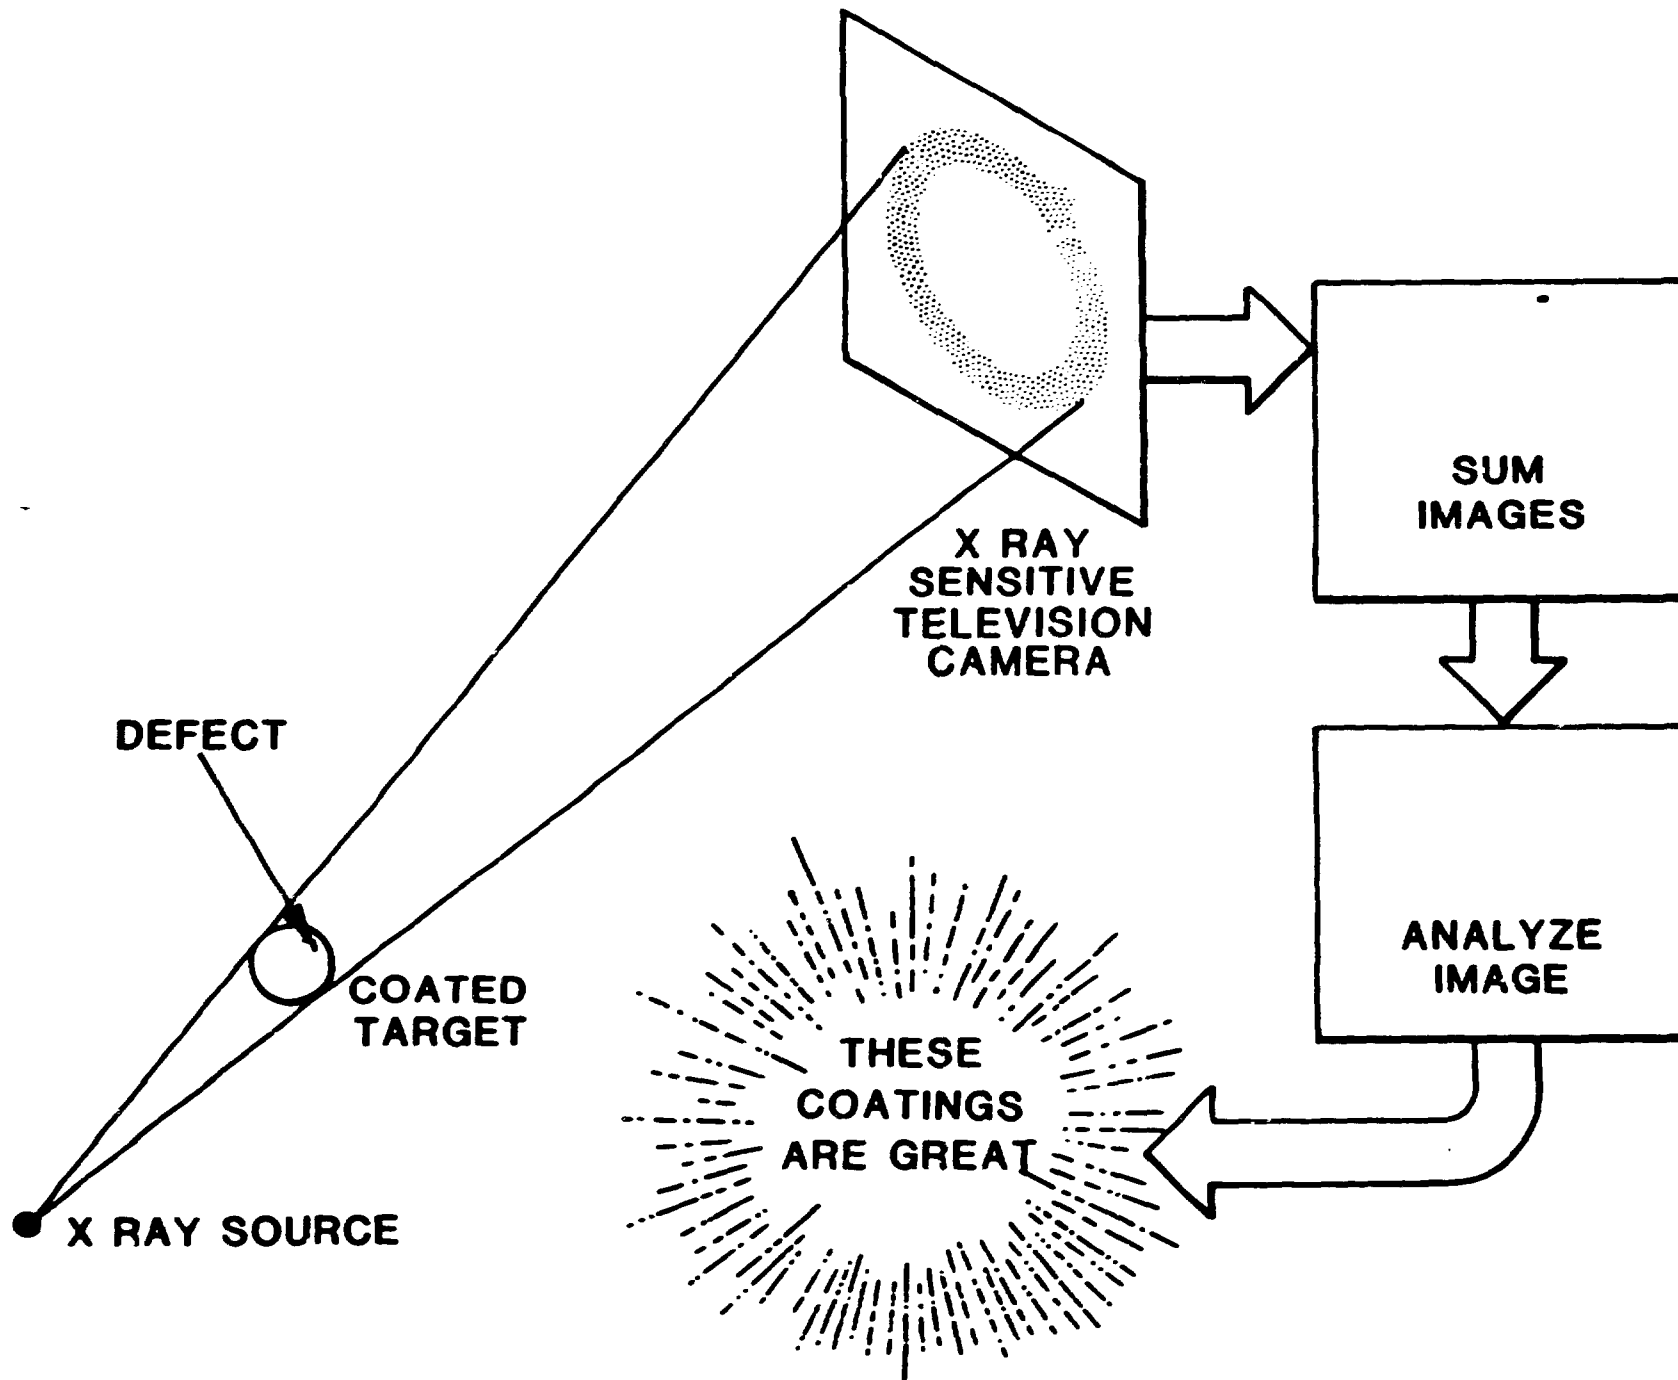 X RAY
SENSITIVE
TELEVISION
CAMERA
SUM
IMAGES
DEFECT
COATED
TARGET
X RAY SOURCE
ANALYZE
IMAGE
THESE
COATINGS
ARE GREAT